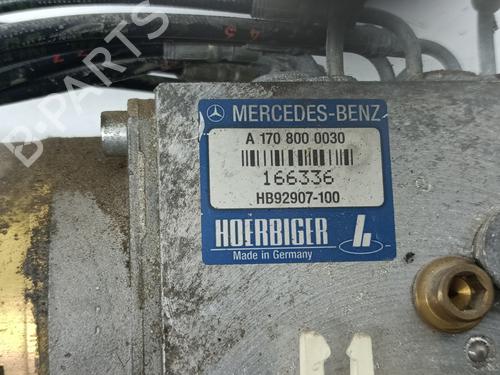 MERCEDES-BENZ
A 170 800 0030
166336
HB92907-100
HOERBIGER
Made in Germany
B-PARTS